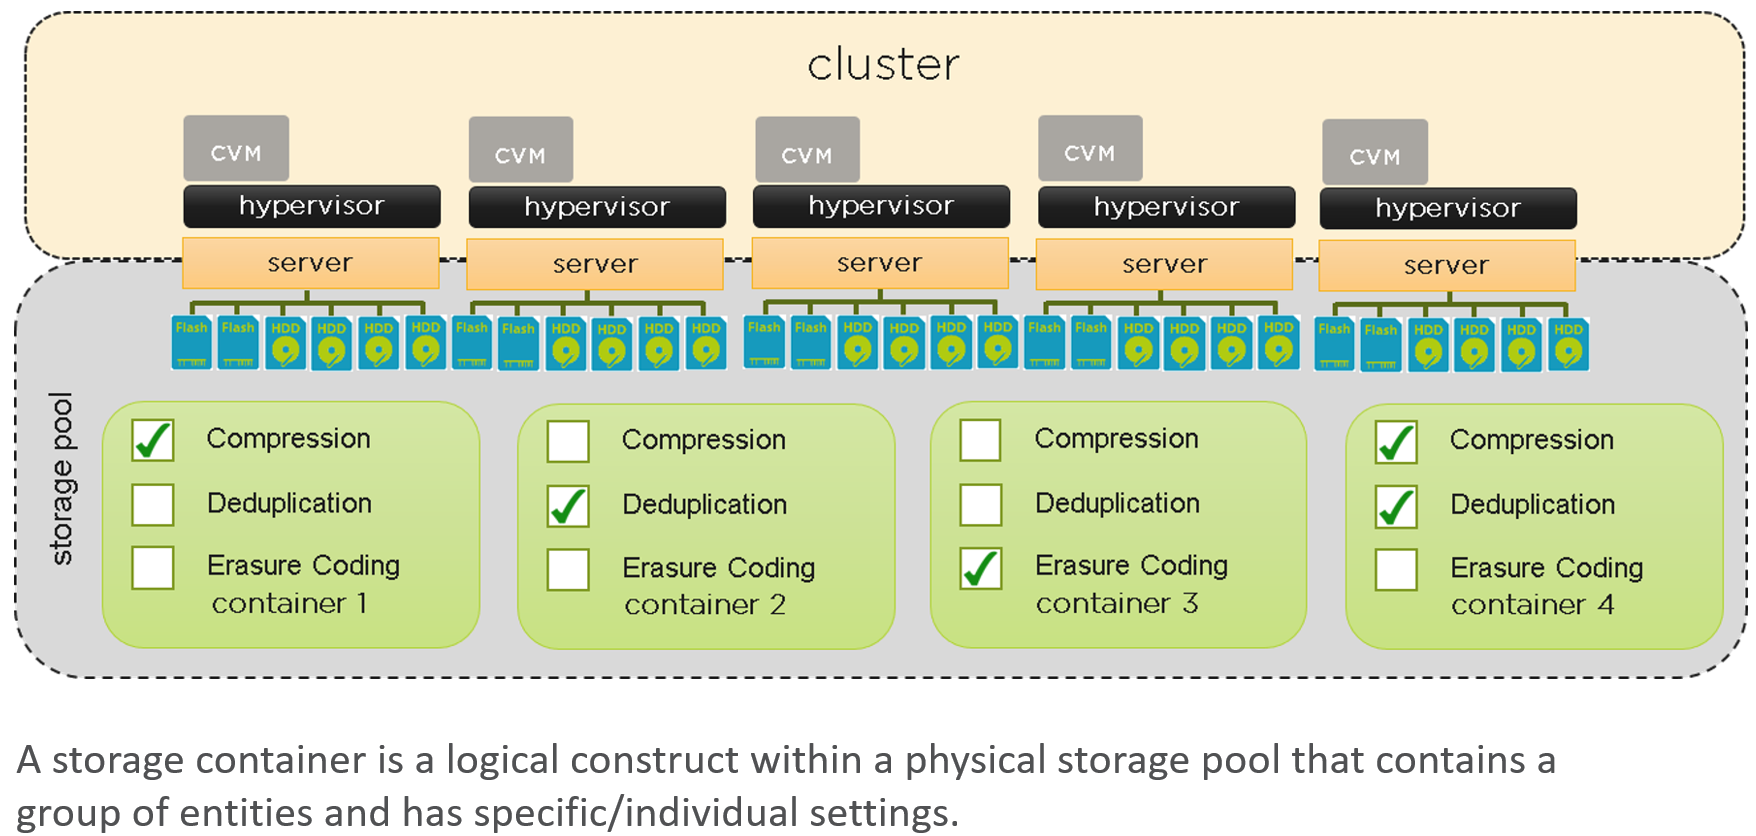 cluster
CVM CVM CVM CVM CVM
hypervisor hypervisor hypervisor hypervisor hypervisor
server server server server server
Flash Flash HDD HDD HDD HDD Flash Flash HDD HDD HDD HDD Flash Flash HDD HDD HDD HDD Flash Flash HDD HDD HDD HDD Flash Flash HDD HDD HDD HDD
storage pool
Compression
Deduplication
Erasure Coding
container 1
Compression
Deduplication
Erasure Coding
container 2
Compression
Deduplication
Erasure Coding
container 3
Compression
Deduplication
Erasure Coding
container 4
A storage container is a logical construct within a physical storage pool that contains a
group of entities and has specific/individual settings.